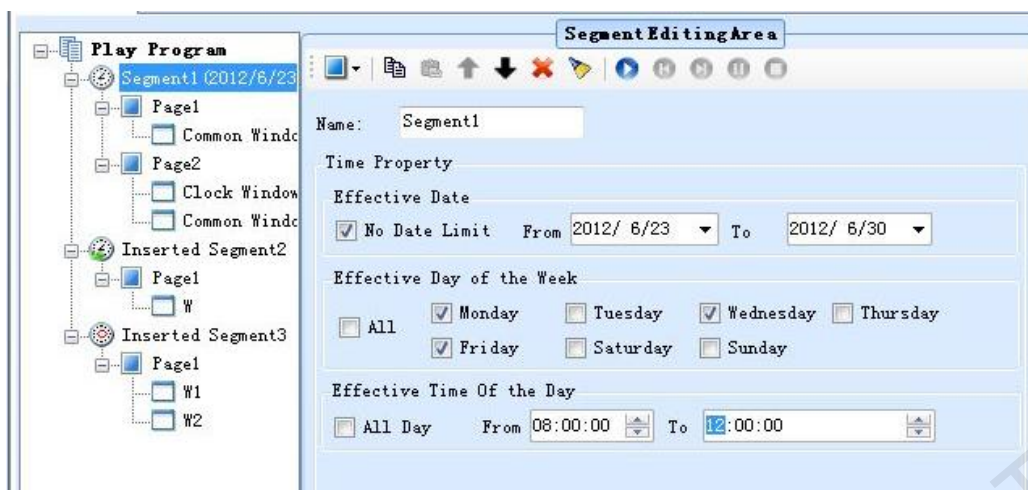 SegmentEditingArea
Play Program
Segment1(2012/6/23
Page1
Common Windo
Page2
Clock Window
Common Windo
Inserted Segment2
Page1
W
Inserted Segment3
Page1
W1
W2
Name: Segment1
Time Property
Effective Date
No Date Limit From 2012/ 6/23 To 2012/ 6/30
Effective Day of the Week
All Monday Tuesday Wednesday Thursday
Friday Saturday Sunday
Effective Time Of the Day
All Day From 08:00:00 To 12:00:00